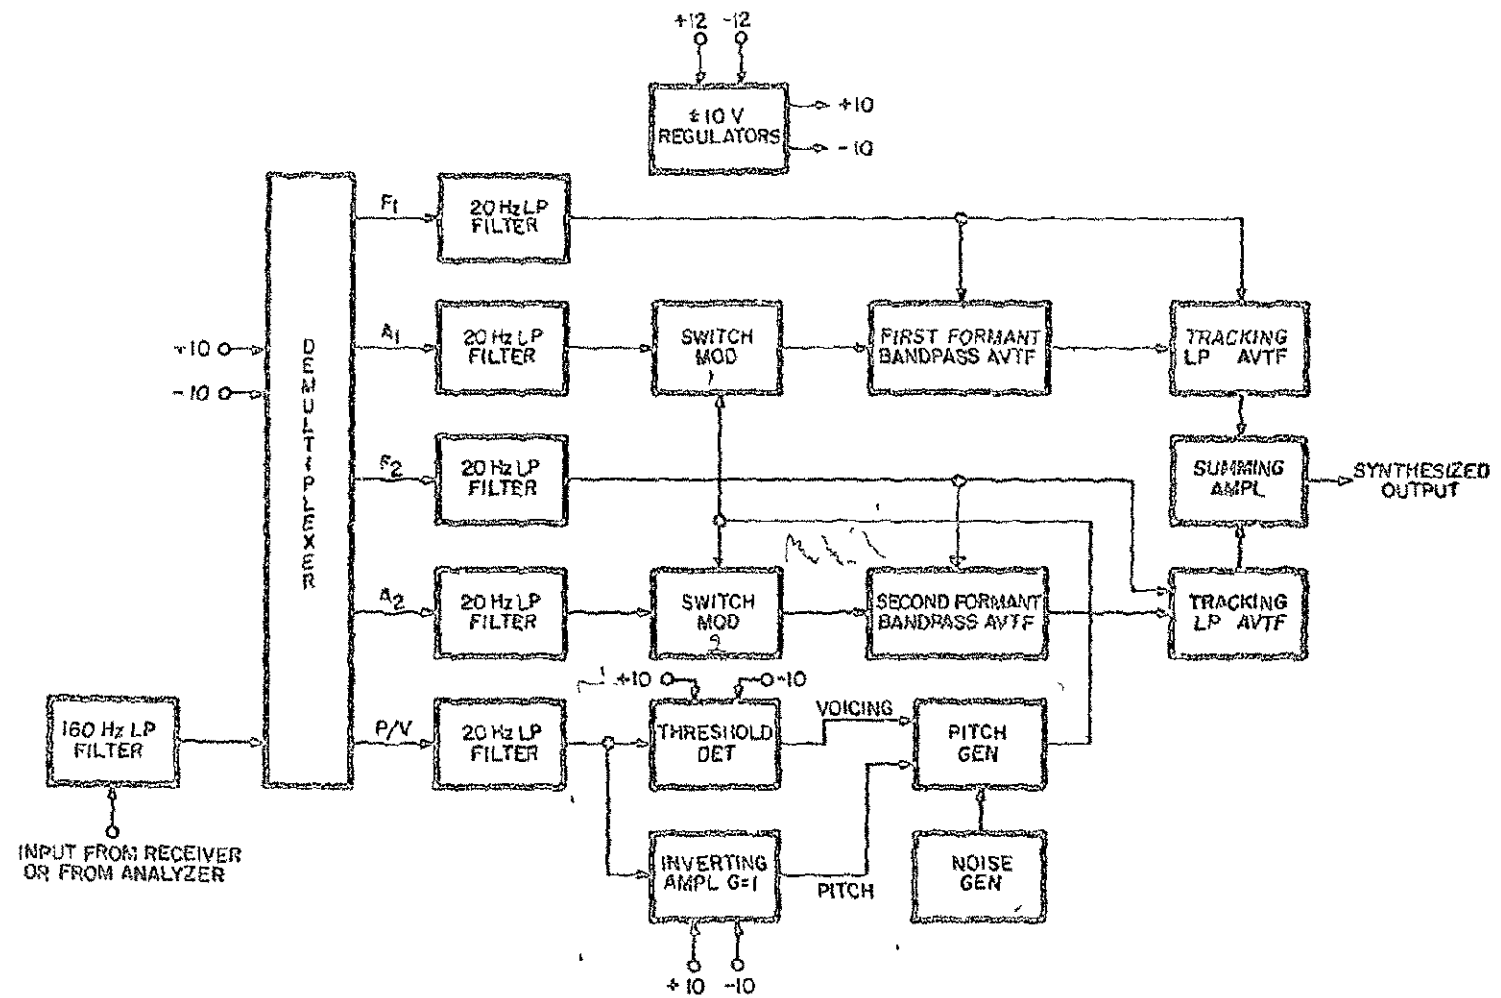 +12 -12
±10 V
REGULATORS
+10
-10
F1
20 Hz LP
FILTER
+10
-10
DEMULTIPLEXER
A1
20 Hz LP
FILTER
SWITCH
MOD
1
FIRST FORMANT
BANDPASS AVTF
TRACKING
LP AVTF
F2
20 Hz LP
FILTER
SUMMING
AMPL
SYNTHESIZED
OUTPUT
A2
20 Hz LP
FILTER
SWITCH
MOD
2
SECOND FORMANT
BANDPASS AVTF
TRACKING
LP AVTF
+10 -10
160 Hz LP
FILTER
P/V
20 Hz LP
FILTER
THRESHOLD
DET
VOICING
PITCH
GEN
INPUT FROM RECEIVER
OR FROM ANALYZER
INVERTING
AMPL G=1
PITCH
NOISE
GEN
+10 -10